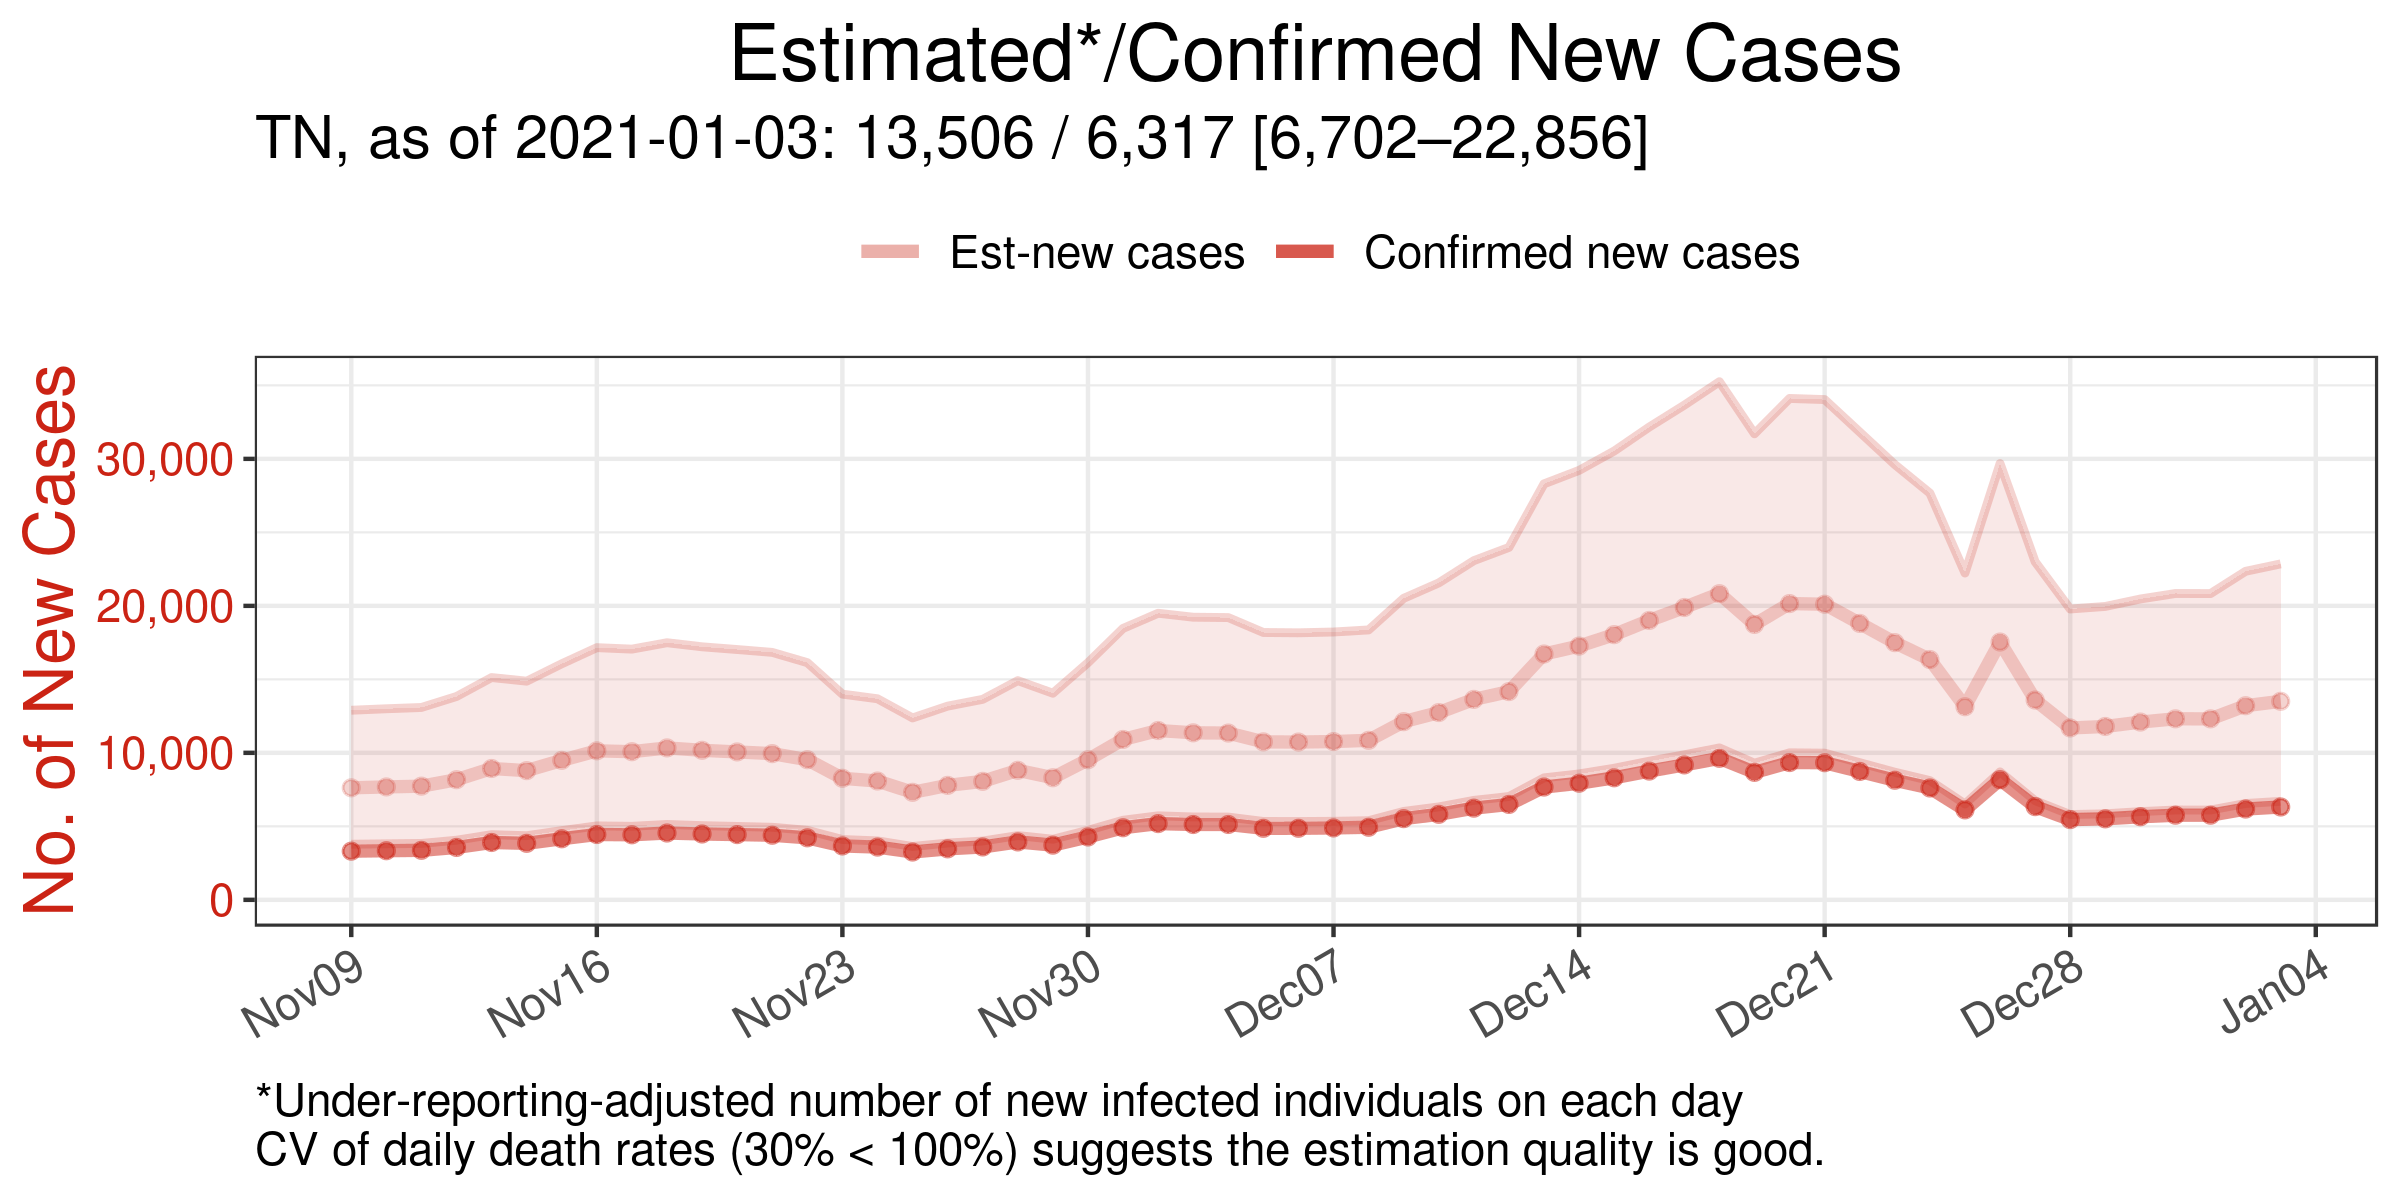 Estimated*/Confirmed New Cases
TN, as of 2021-01-03: 13,506 / 6,317 [6,702–22,856]
Est-new cases Confirmed new cases
No. of New Cases
30,000
20,000
10,000
0
Nov09 Nov16 Nov23 Nov30 Dec07 Dec14 Dec21 Dec28 Jan04
*Under-reporting-adjusted number of new infected individuals on each day
CV of daily death rates (30% < 100%) suggests the estimation quality is good.